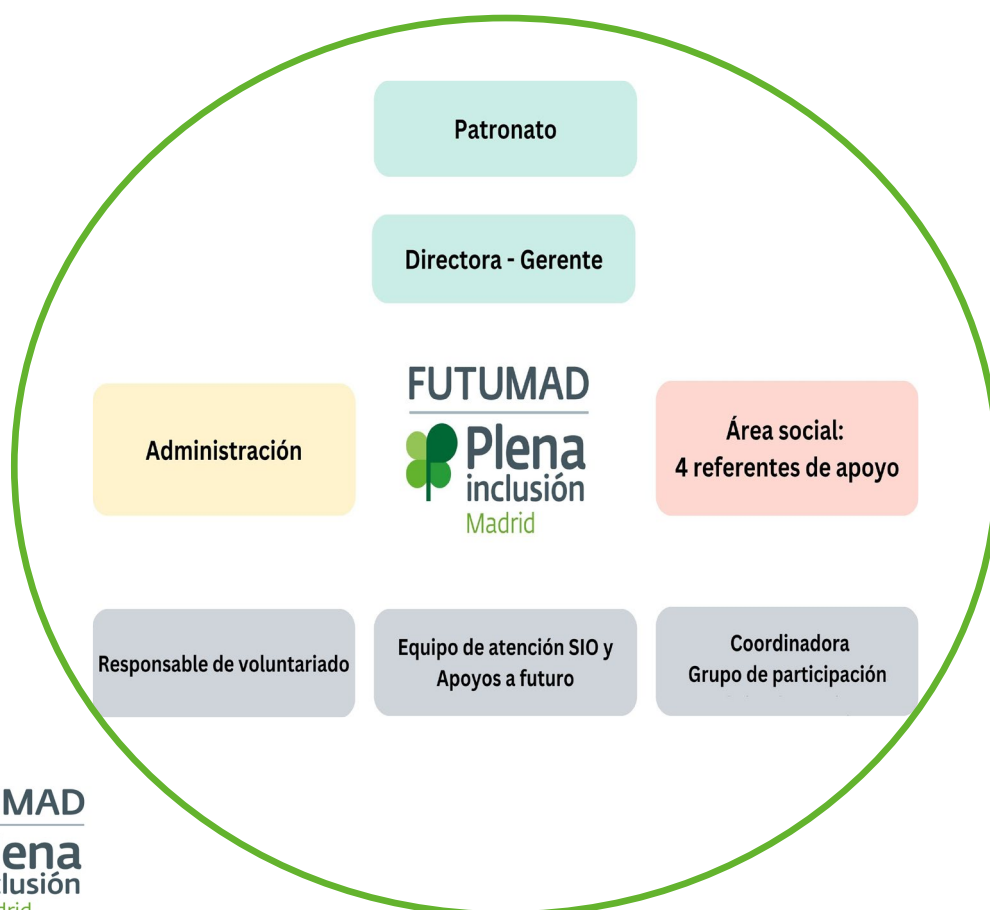 Patronato
Directora - Gerente
FUTUMAD
Plena
inclusión
Madrid
Administración
Área social:
4 referentes de apoyo
Responsable de voluntariado
Equipo de atención SIO y
Apoyos a futuro
Coordinadora
Grupo de participación
MAD
ena
lusión